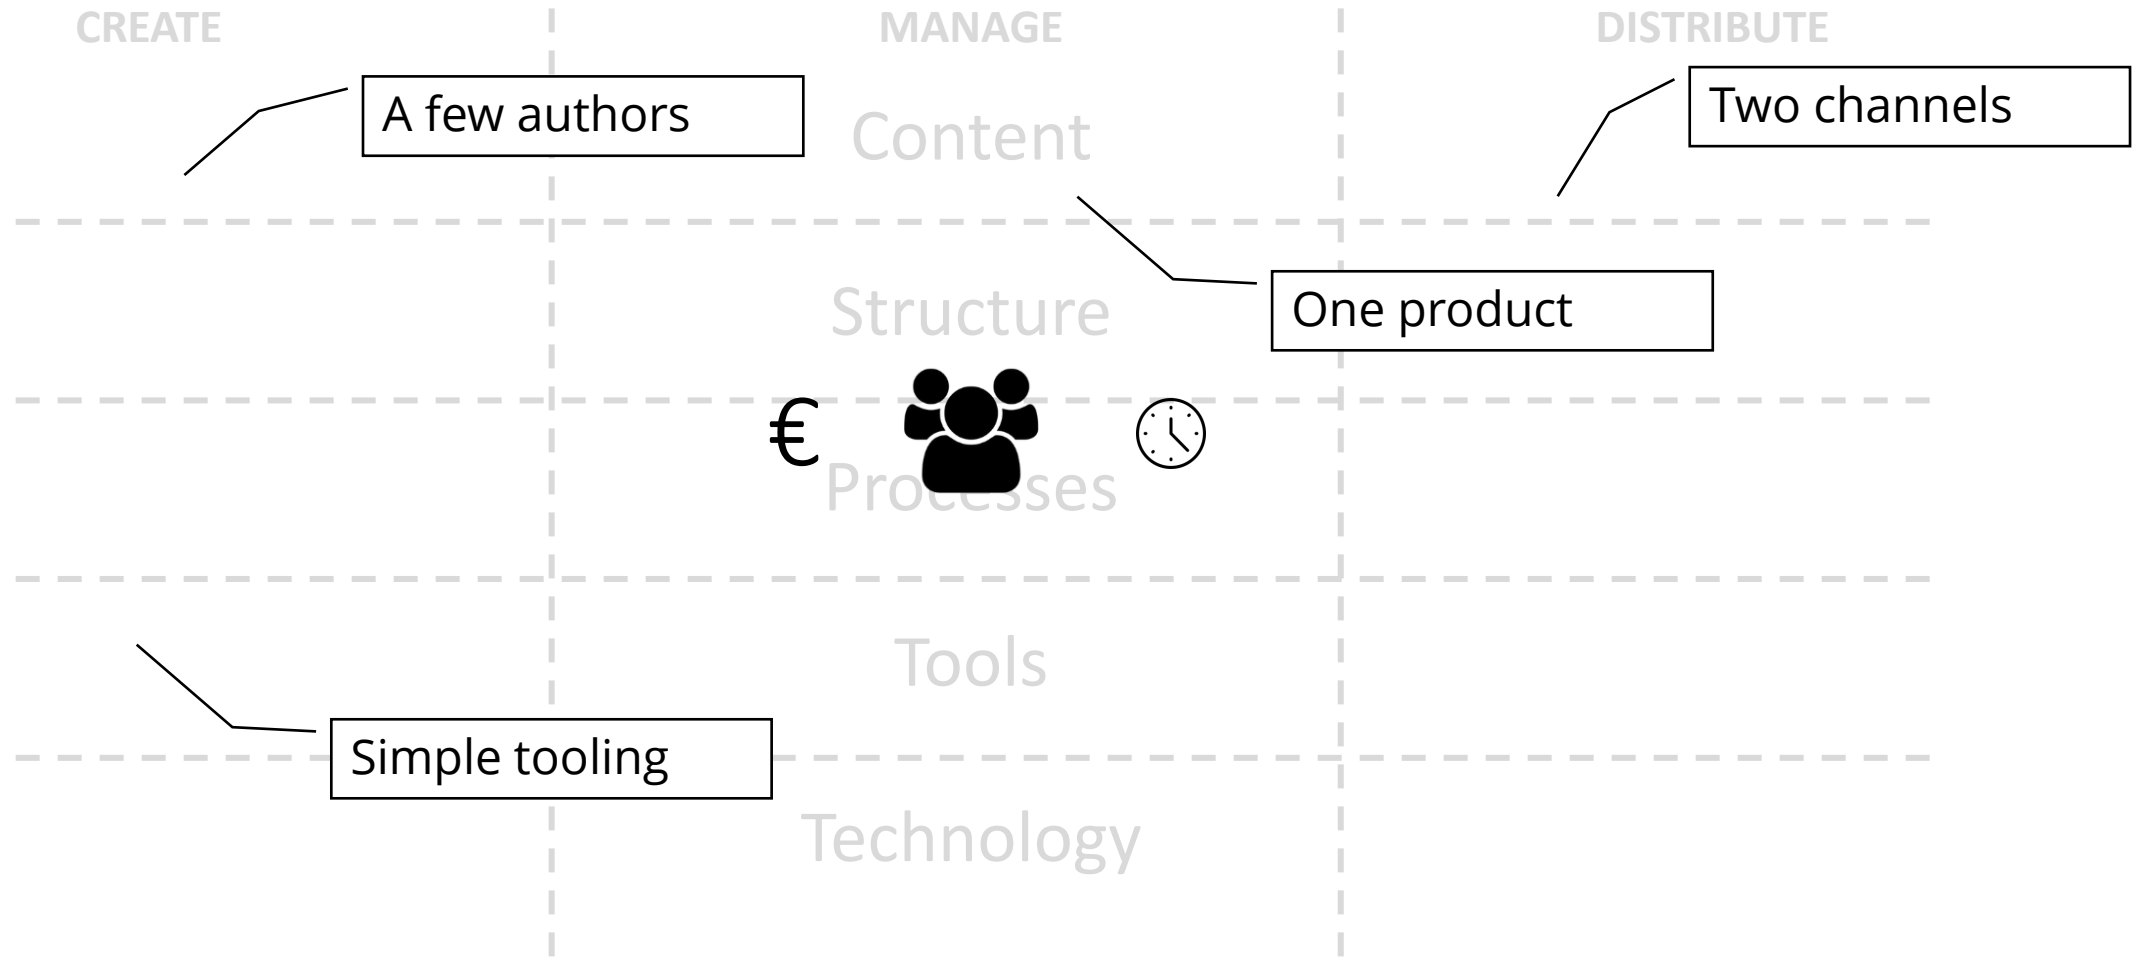 CREATE
MANAGE
DISTRIBUTE
A few authors
Content
Two channels
Structure
One product
€
Processes
Tools
Simple tooling
Technology